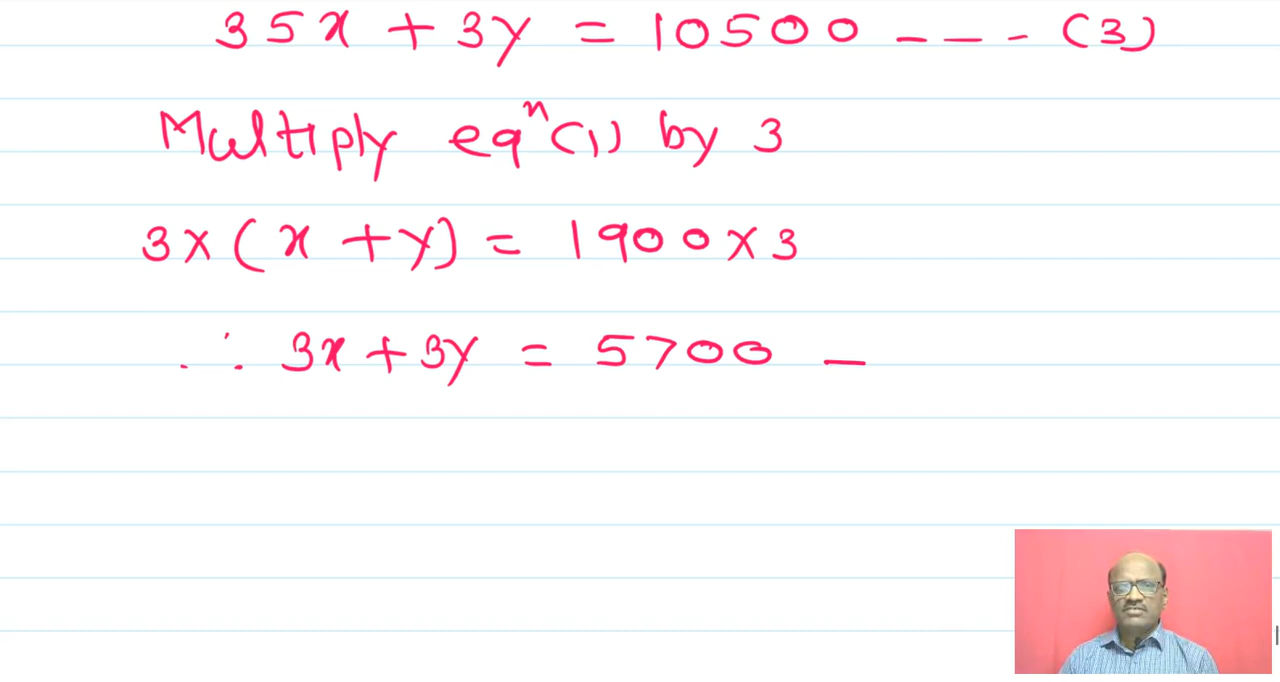 35x + 3y = 10500 --- (3)
Multiply eqⁿ (1) by 3
3 × (x + y) = 1900 × 3
∴ 3x + 3y = 5700 -